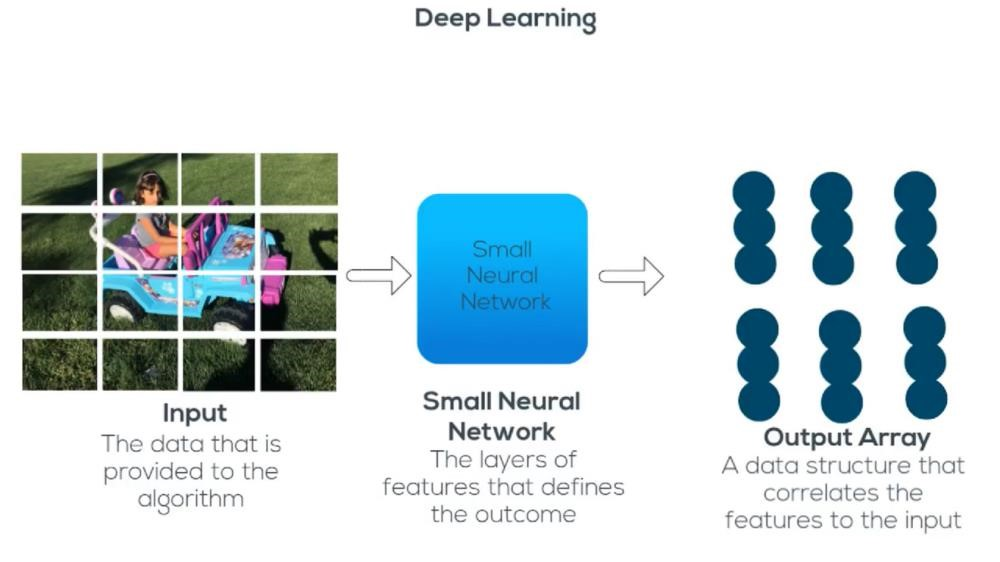 Deep Learning
Small
Neural
Network
Input
The data that is
provided to the
algorithm
Small Neural
Network
The layers of
features that defines
the outcome
Output Array
A data structure that
correlates the
features to the input